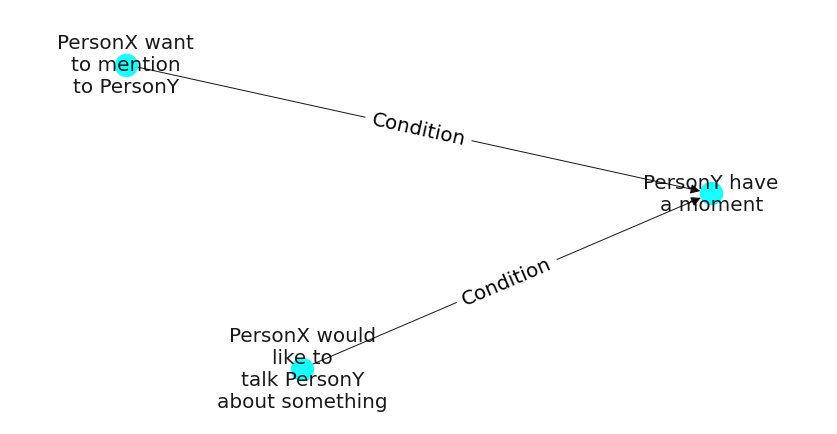 PersonX want
to mention
to PersonY
Condition
PersonY have
a moment
Condition
PersonX would
like to
talk PersonY
about something